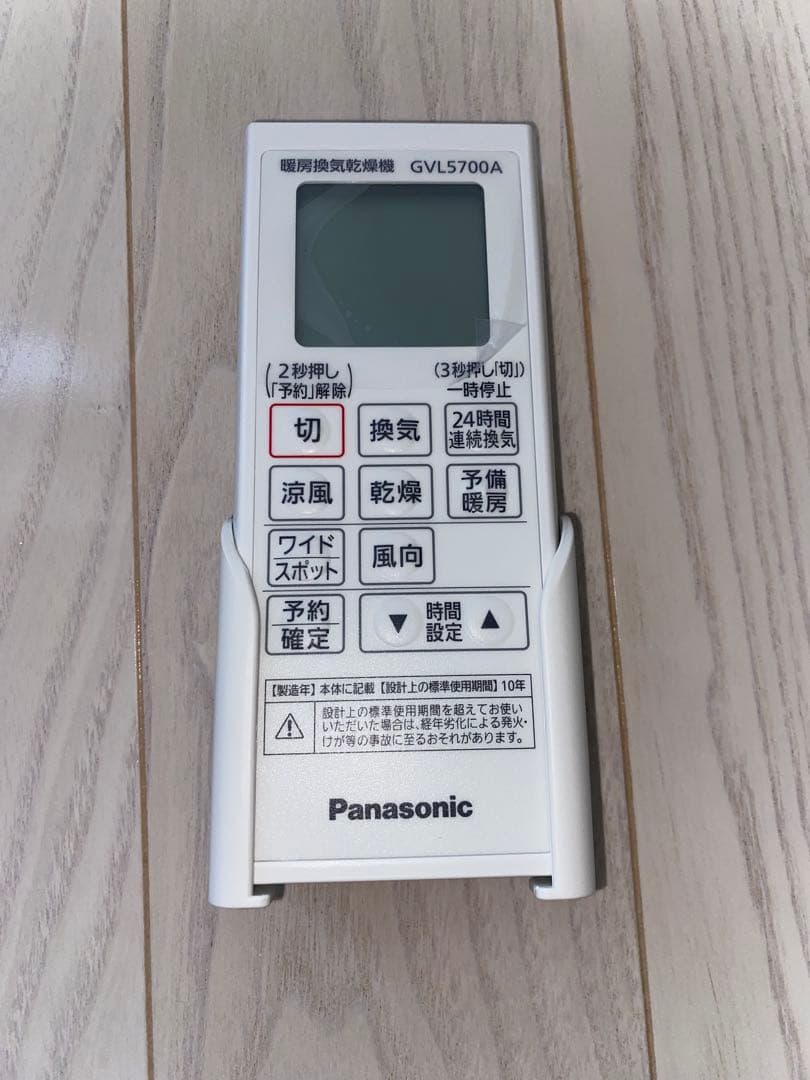 暖房換気乾燥機 GVL5700A
(2秒押し
「予約」解除)
(3秒押し「切」)
一時停止
切
換気
24時間
連続換気
涼風
乾燥
予備
暖房
ワイド
スポット
風向
予約
確定
▼ 時間
設定 ▲
【製造年】本体に記載【設計上の標準使用期間】10年
設計上の標準使用期間を超えてお使い
いただいた場合は、経年劣化による発火・
けが等の事故に至るおそれがあります。
Panasonic